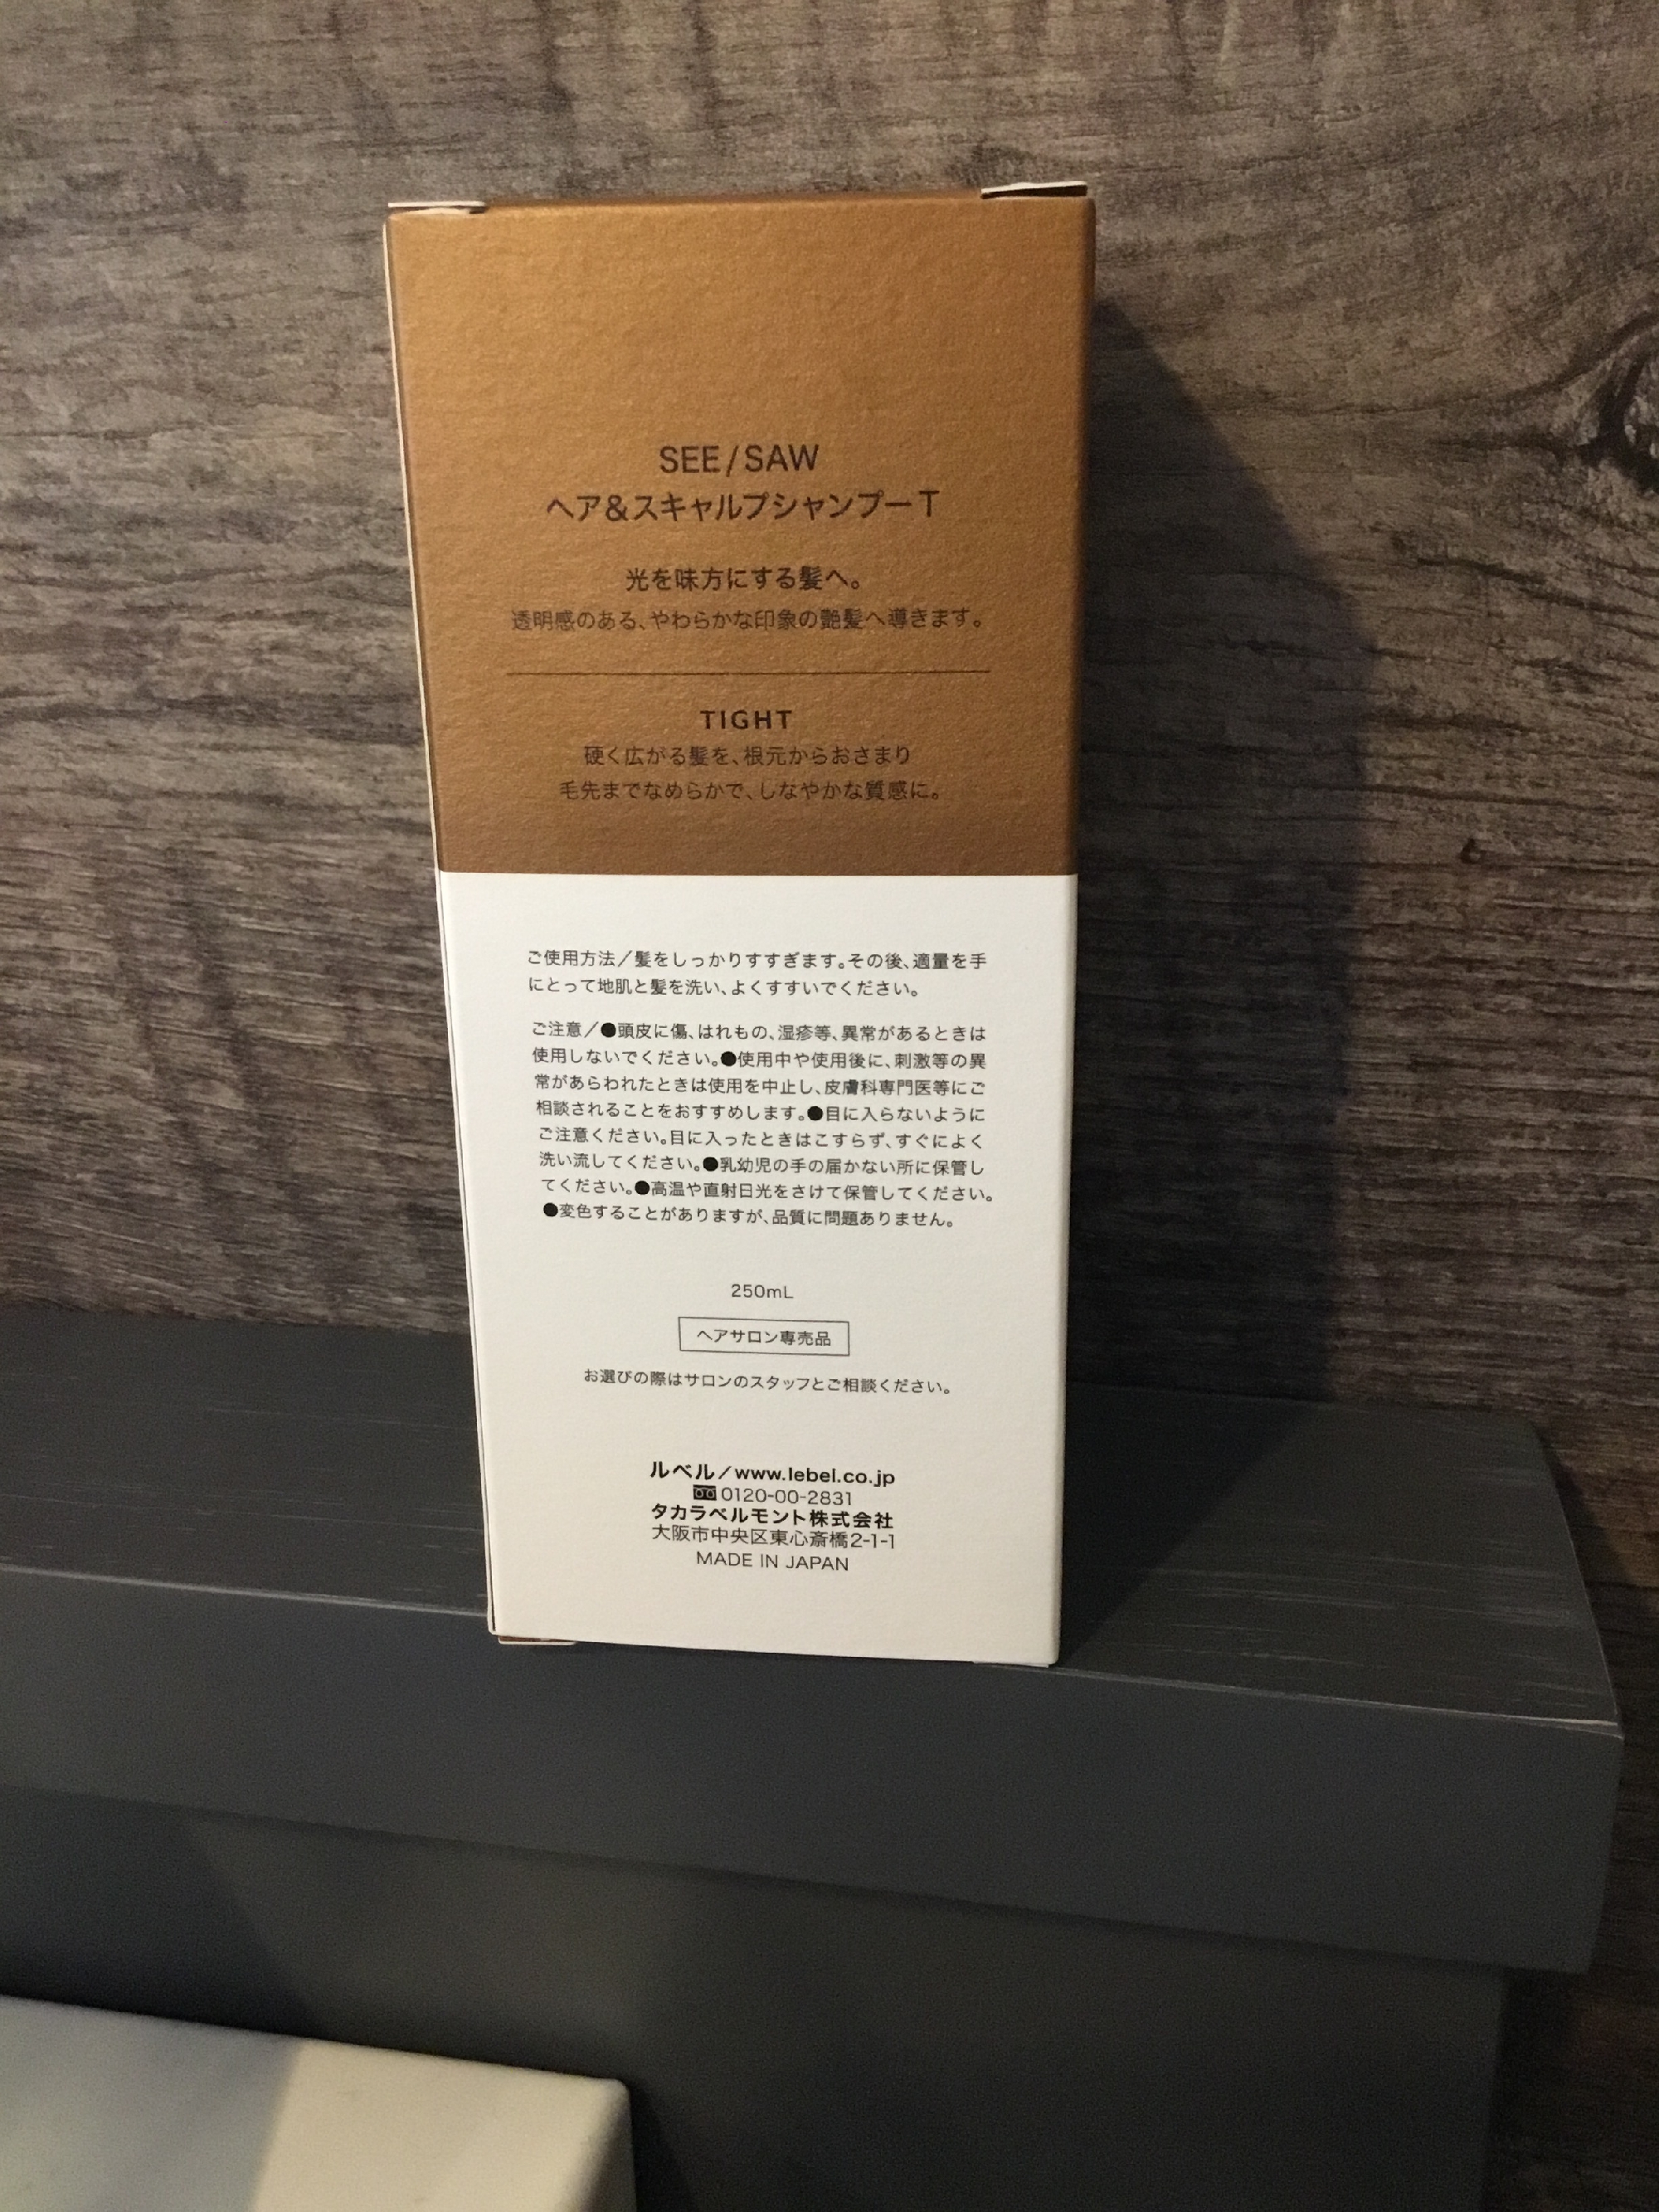 SEE/SAW
ヘア&スキャルプシャンプーT
光を味方にする髪へ。
透明感のある、やわらかな印象の艶髪へ導きます。
TIGHT
硬く広がる髪を、根元からおさまり
毛先までなめらかで、しなやかな質感に。
ご使用方法／髪をしっかりすすぎます。その後、適量を手
にとって地肌と髪を洗い、よくすすいでください。
ご注意／●頭皮に傷、はれもの、湿疹等、異常があるときは
使用しないでください。●使用中や使用後に、刺激等の異
常があらわれたときは使用を中止し、皮膚科専門医等にご
相談されることをおすすめします。●目に入らないように
ご注意ください。目に入ったときはこすらず、すぐによく
洗い流してください。●乳幼児の手の届かない所に保管し
てください。●高温や直射日光をさけて保管してください。
●変色することがありますが、品質に問題ありません。
250mL
ヘアサロン専売品
お選びの際はサロンのスタッフとご相談ください。
ルベル／www.lebel.co.jp
0120-00-2831
タカラベルモント株式会社
大阪市中央区東心斎橋2-1-1
MADE IN JAPAN